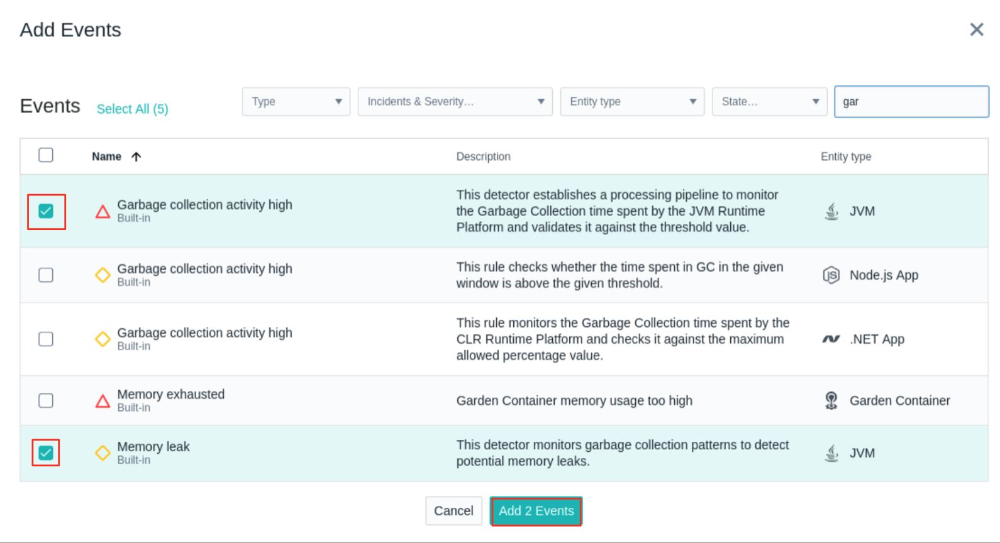 Add Events
Events
Select All (5)
Type
Incidents & Severity...
Entity type
State...
gar
Name
Description
Entity type
Garbage collection activity high
Built-in
This detector establishes a processing pipeline to monitor
the Garbage Collection time spent by the JVM Runtime
Platform and validates it against the threshold value.
JVM
Garbage collection activity high
Built-in
This rule checks whether the time spent in GC in the given
window is above the given threshold.
JS
Node.js App
Garbage collection activity high
Built-in
This rule monitors the Garbage Collection time spent by the
CLR Runtime Platform and checks it against the maximum
allowed percentage value.
.NET App
Memory exhausted
Built-in
Garden Container memory usage too high
Garden Container
Memory leak
Built-in
This detector monitors garbage collection patterns to detect
potential memory leaks.
JVM
Cancel
Add 2 Events